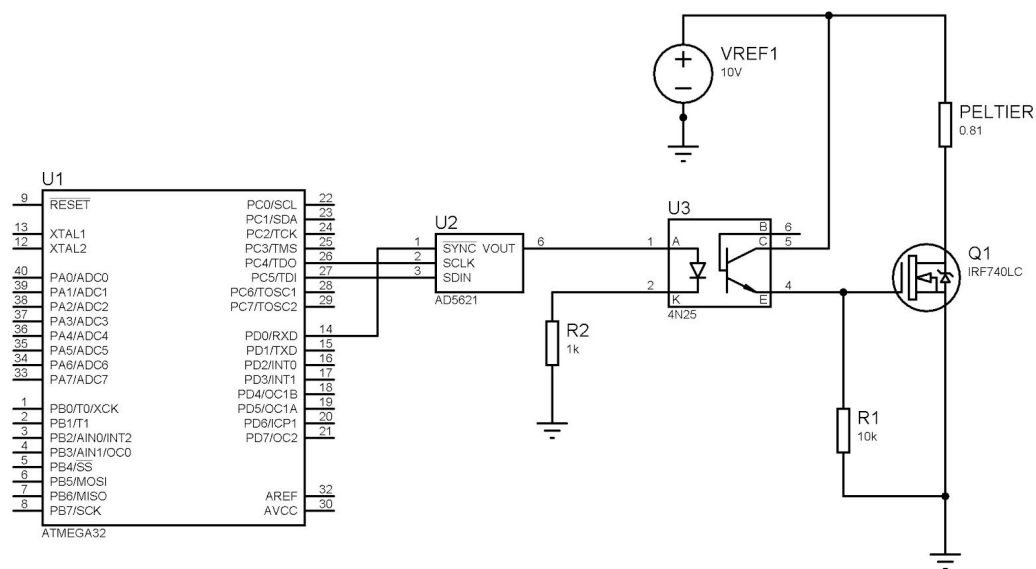 VREF1
10V
PELTIER
0.81
U1
9 RESET
13 XTAL1
12 XTAL2
40 PA0/ADC0
39 PA1/ADC1
38 PA2/ADC2
37 PA3/ADC3
36 PA4/ADC4
35 PA5/ADC5
34 PA6/ADC6
33 PA7/ADC7
1 PB0/T0/XCK
2 PB1/T1
3 PB2/AIN0/INT2
4 PB3/AIN1/OC0
5 PB4/SS
6 PB5/MOSI
7 PB6/MISO
8 PB7/SCK
PC0/SCL 22
PC1/SDA 23
PC2/TCK 24
PC3/TMS 25
PC4/TDO 26
PC5/TDI 27
PC6/TOSC1 28
PC7/TOSC2 29
PD0/RXD 14
PD1/TXD 15
PD2/INT0 16
PD3/INT1 17
PD4/OC1B 18
PD5/OC1A 19
PD6/ICP1 20
PD7/OC2 21
AREF 32
AVCC 30
ATMEGA32
U2
1 SYNC VOUT 6
2 SCLK
3 SDIN
AD5621
U3
B 6
1 A C 5
2 K E 4
4N25
Q1
IRF740LC
R2
1k
R1
10k